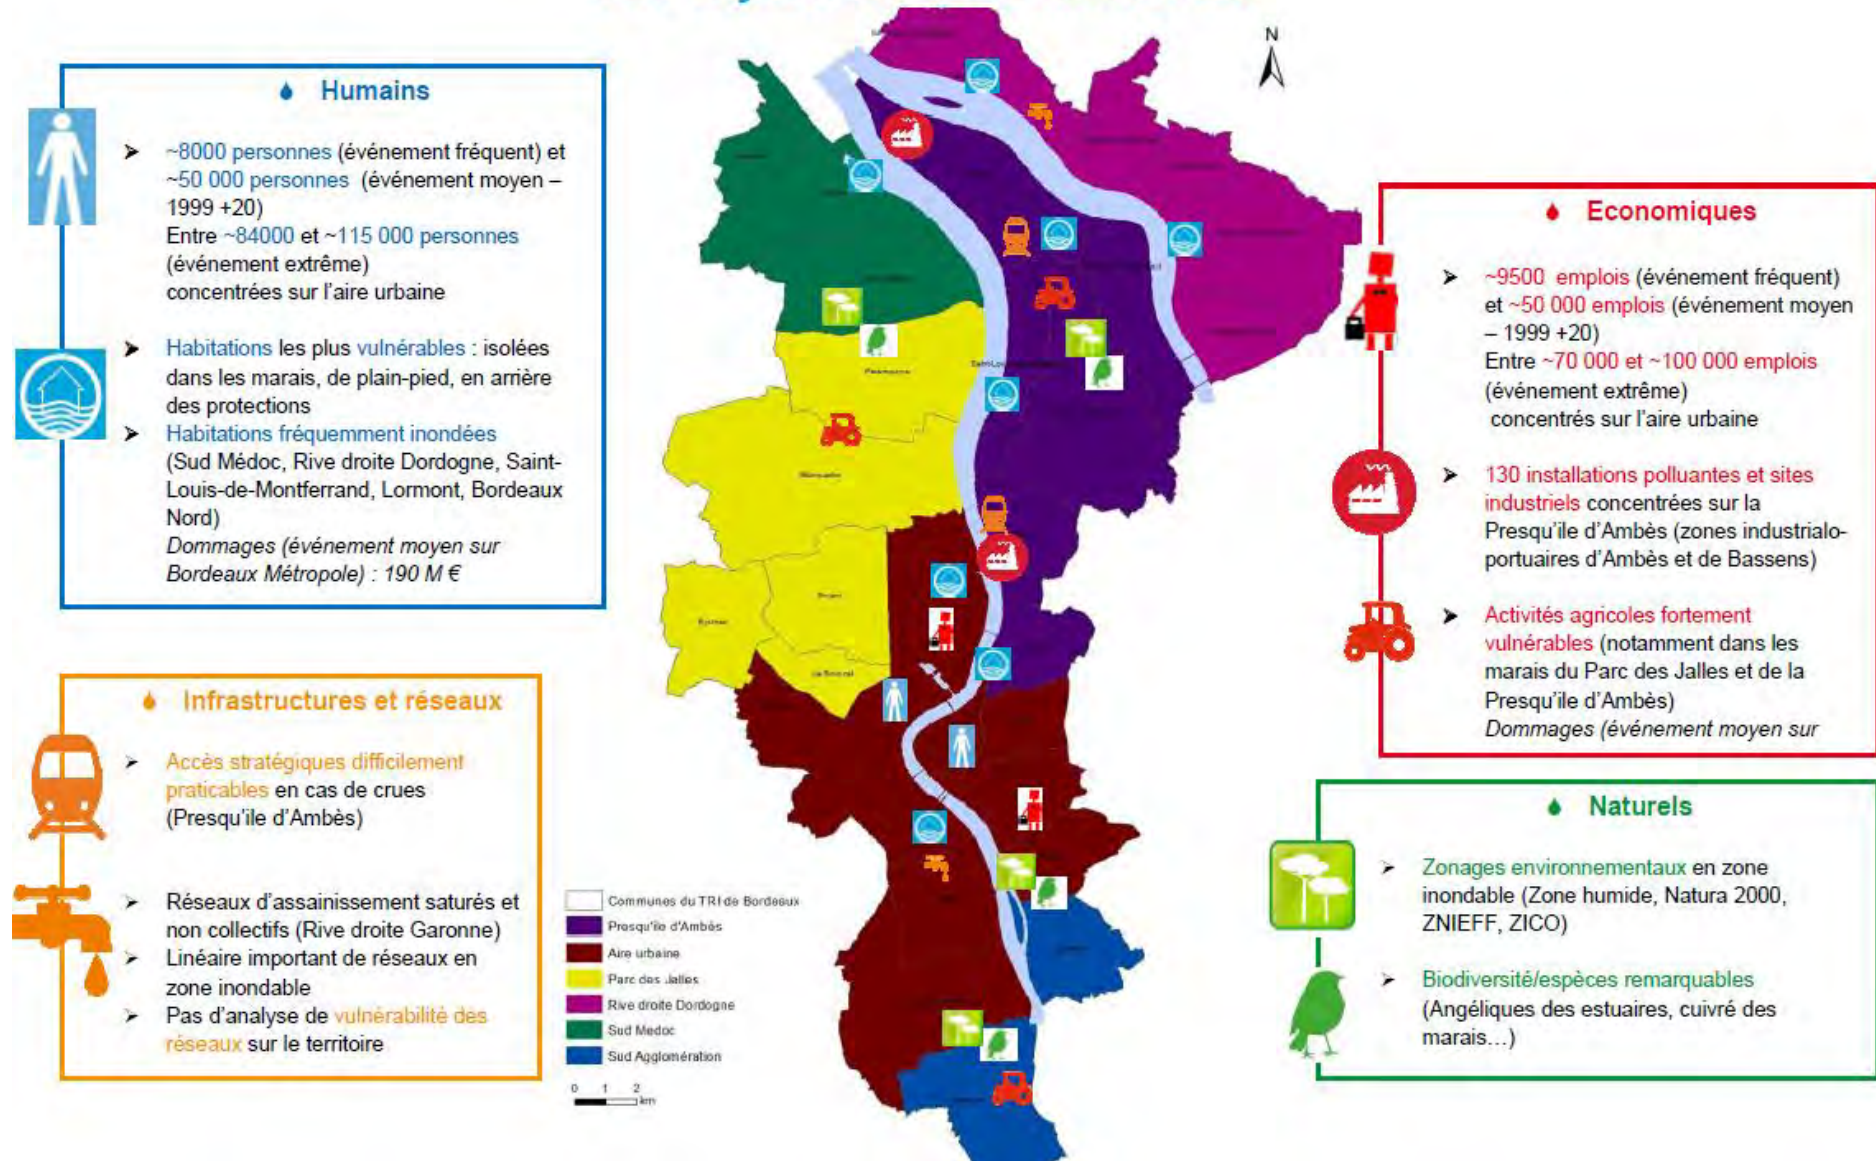 Humains
~8000 personnes (événement fréquent) et
~50 000 personnes (événement moyen –
1999 +20)
Entre ~84000 et ~115 000 personnes
(événement extrême)
concentrées sur l'aire urbaine
Habitations les plus vulnérables : isolées
dans les marais, de plain-pied, en arrière
des protections
Habitations fréquemment inondées
(Sud Médoc, Rive droite Dordogne, Saint-
Louis-de-Montferrand, Lormont, Bordeaux
Nord)
Dommages (événement moyen sur
Bordeaux Métropole) : 190 M €
Infrastructures et réseaux
Accès stratégiques difficilement
praticables en cas de crues
(Presqu'ile d'Ambès)
Réseaux d'assainissement saturés et
non collectifs (Rive droite Garonne)
Linéaire important de réseaux en
zone inondable
Pas d'analyse de vulnérabilité des
réseaux sur le territoire
N
Communes du TRI de Bordeaux
Presqu'ile d'Ambès
Aire urbaine
Parc des Jalles
Rive droite Dordogne
Sud Medoc
Sud Agglomération
0 1 2
km
Economiques
~9500 emplois (événement fréquent)
et ~50 000 emplois (événement moyen
– 1999 +20)
Entre ~70 000 et ~100 000 emplois
(événement extrême)
concentrés sur l'aire urbaine
130 installations polluantes et sites
industriels concentrées sur la
Presqu'ile d'Ambès (zones industrialo-
portuaires d'Ambès et de Bassens)
Activités agricoles fortement
vulnérables (notamment dans les
marais du Parc des Jalles et de la
Presqu'ile d'Ambès)
Dommages (événement moyen sur
Naturels
Zonages environnementaux en zone
inondable (Zone humide, Natura 2000,
ZNIEFF, ZICO)
Biodiversité/espèces remarquables
(Angéliques des estuaires, cuivré des
marais…)